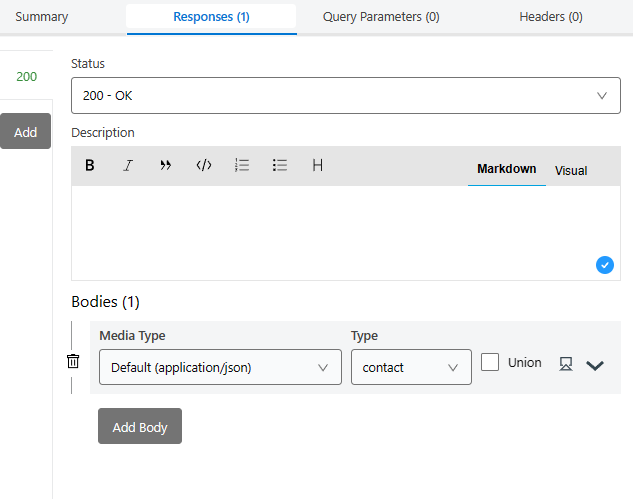 Summary
Responses (1)
Query Parameters (0)
Headers (0)
200
Add
Status
200 - OK
Description
B I H Markdown Visual
Bodies (1)
Media Type
Type
Default (application/json)
contact
Union
Add Body